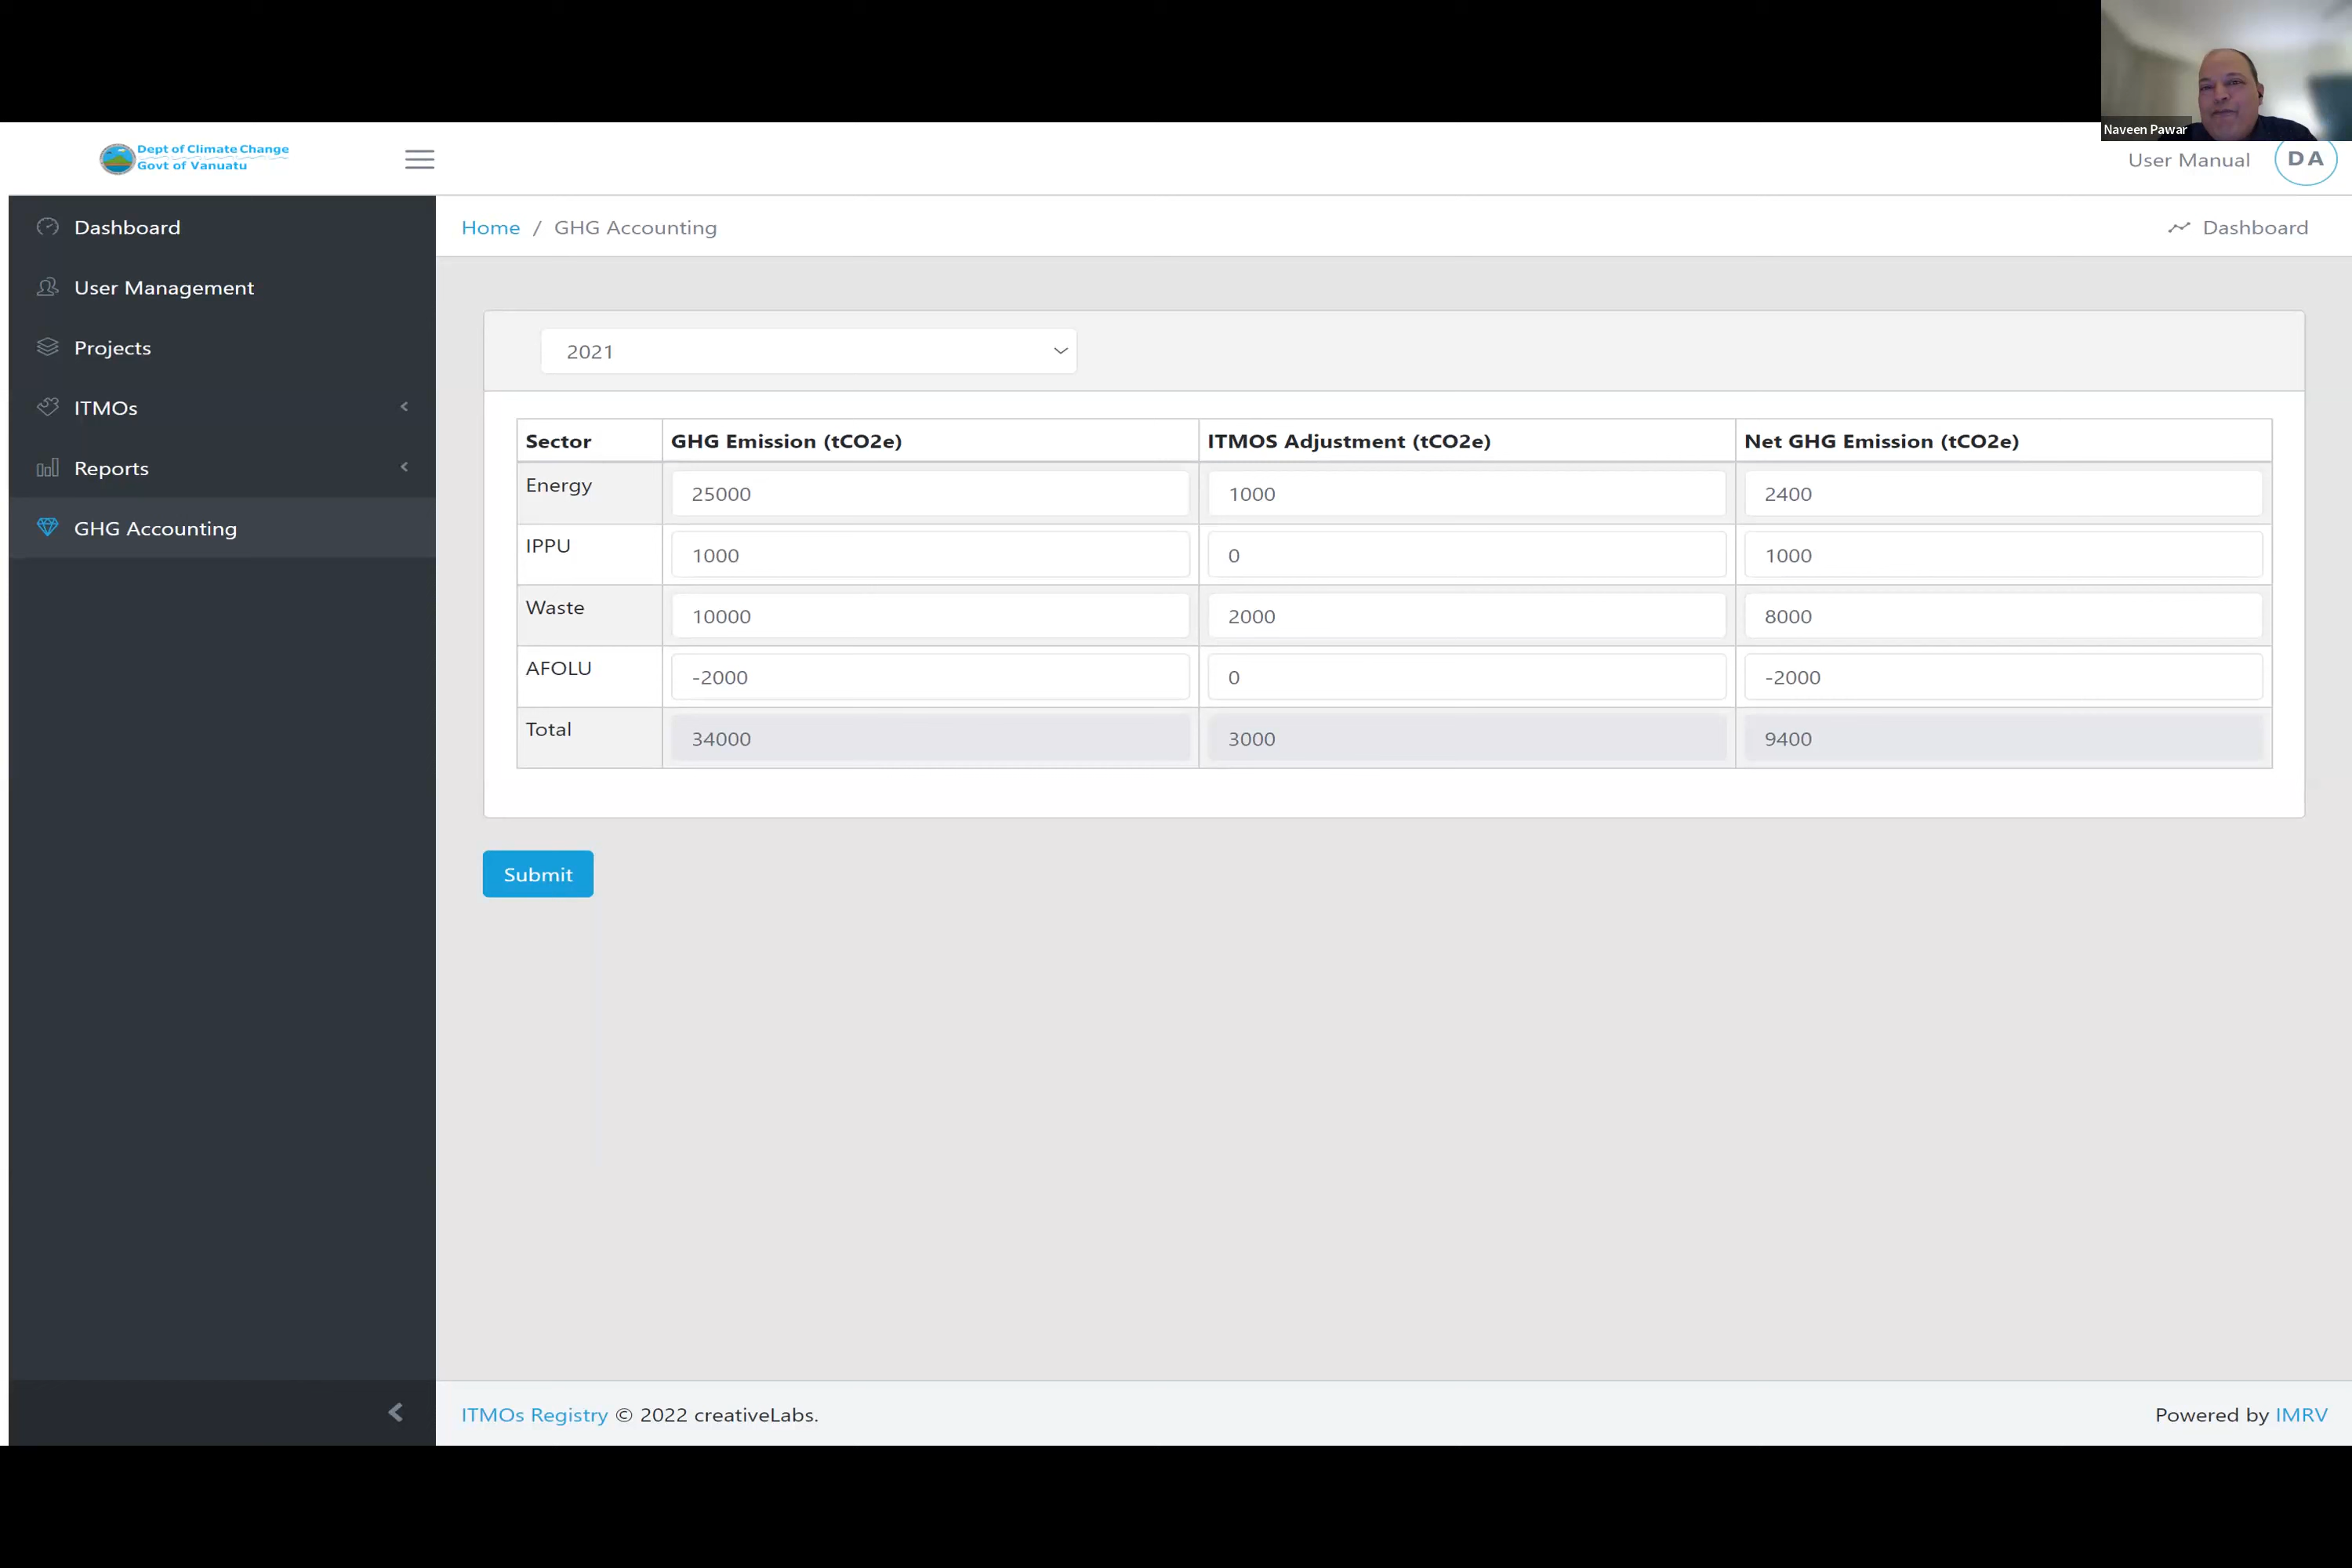 Naveen Pawar
Dept of Climate Change
Govt of Vanuatu
User Manual
DA
Dashboard
User Management
Projects
ITMOs
Reports
GHG Accounting
Home / GHG Accounting
Dashboard
2021
Sector GHG Emission (tCO2e) ITMOS Adjustment (tCO2e) Net GHG Emission (tCO2e)
Energy 25000 1000 2400
IPPU 1000 0 1000
Waste 10000 2000 8000
AFOLU -2000 0 -2000
Total 34000 3000 9400
Submit
ITMOs Registry © 2022 creativeLabs.
Powered by IMRV